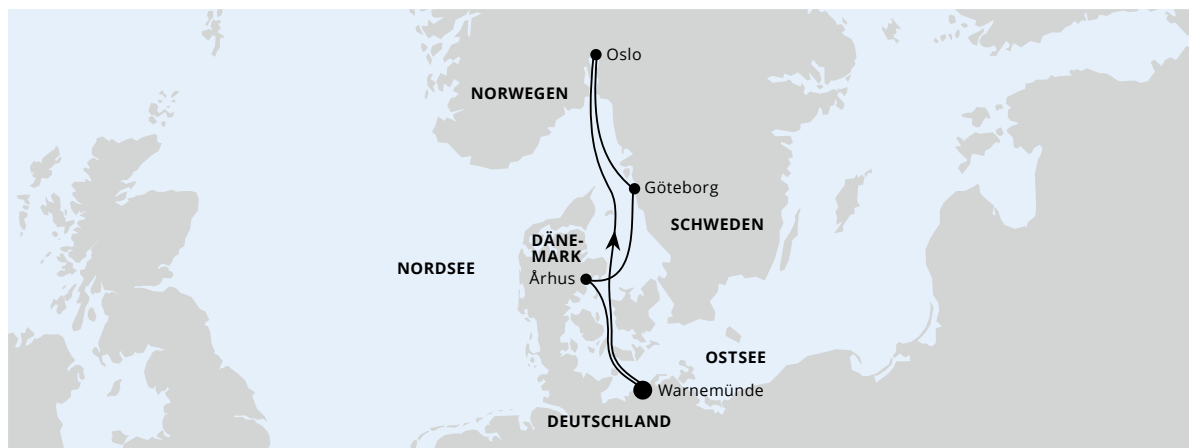 Oslo
NORWEGEN
Göteborg
SCHWEDEN
DÄNE-
MARK
NORDSEE
Århus
OSTSEE
Warnemünde
DEUTSCHLAND